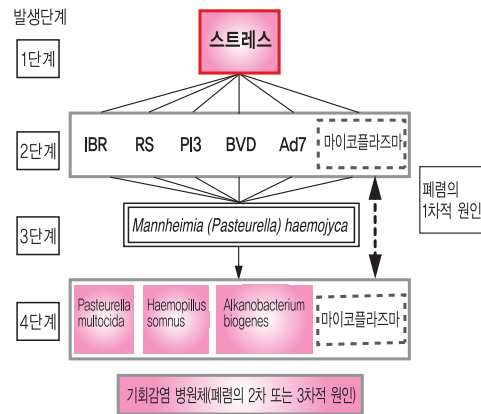 발생단계
스트레스
1단계
2단계
IBR RS PI3 BVD Ad7 마이코플라즈마
폐렴의
1차적 원인
3단계
Mannheimia (Pasteurella) haemojyca
4단계
Pasteurella
multocida
Haemopillus
somnus
Alkanobacterium
biogenes
마이코플라즈마
기회감염 병원체(폐렴의 2차 또는 3차적 원인)